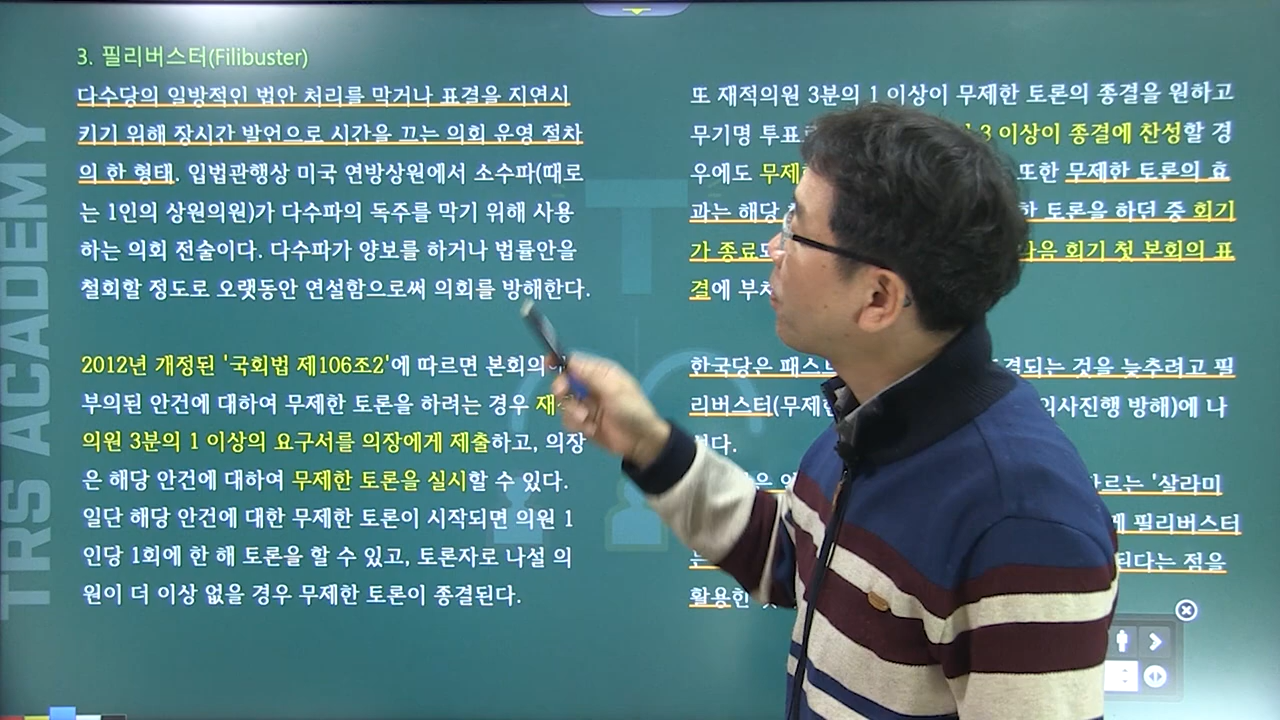 TRS ACADEMY
3. 필리버스터(Filibuster)
다수당의 일방적인 법안 처리를 막거나 표결을 지연시
키기 위해 장시간 발언으로 시간을 끄는 의회 운영 절차
의 한 형태. 입법관행상 미국 연방상원에서 소수파(때로
는 1인의 상원의원)가 다수파의 독주를 막기 위해 사용
하는 의회 전술이다. 다수파가 양보를 하거나 법률안을
철회할 정도로 오랫동안 연설함으로써 의회를 방해한다.
2012년 개정된 '국회법 제106조2'에 따르면 본회의
부의된 안건에 대하여 무제한 토론을 하려는 경우
의원 3분의 1 이상의 요구서를 의장에게 제출하고, 의장
은 해당 안건에 대하여 무제한 토론을 실시할 수 있다.
일단 해당 안건에 대한 무제한 토론이 시작되면 의원 1
인당 1회에 한 해 토론을 할 수 있고, 토론자로 나설 의
원이 더 이상 없을 경우 무제한 토론이 종결된다.
또 재적의원 3분의 1 이상이 무제한 토론의 종결을 원하고
무기명 투표 3 이상이 종결에 찬성할 경
우에도 또한 무제한 토론의 효
과는 해당 토론을 하던 중 회기
가 종료 다음 회기 첫 본회의 표
결에
한국당은 되는 것을 늦추려고 필
리버스터(무제한 의사진행 방해)에 나
'살라미
필리버스터
는 된다는 점을
활용한